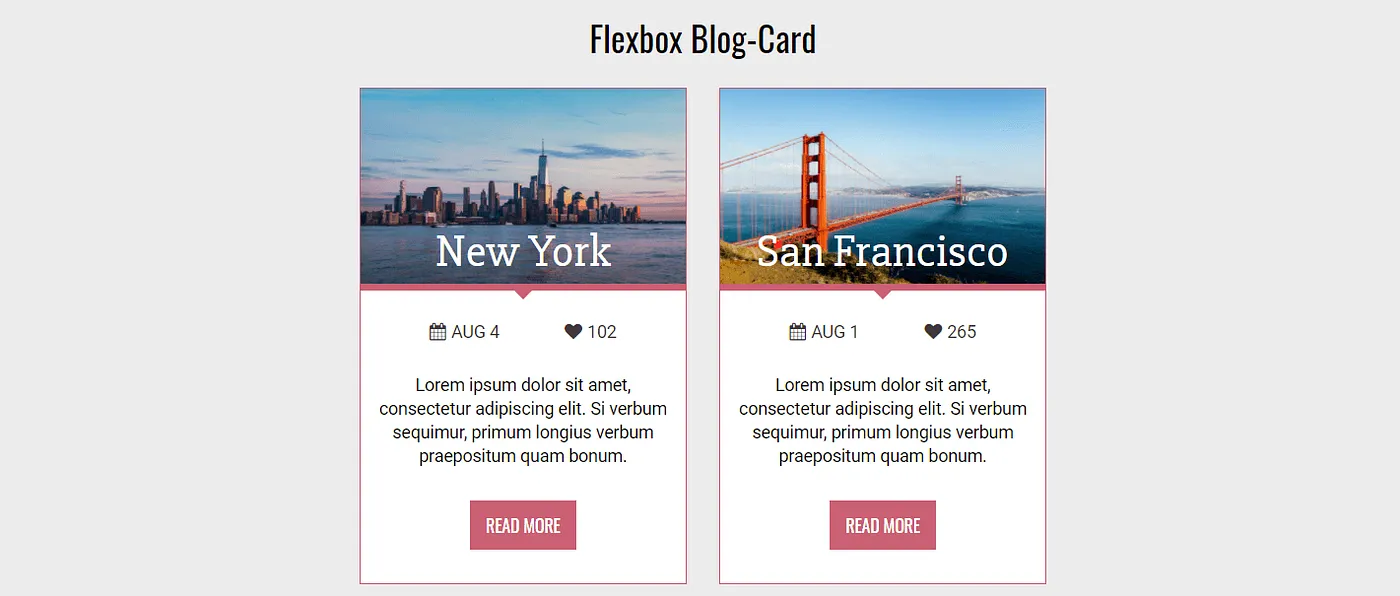 Flexbox Blog-Card
New York
AUG 4 102
Lorem ipsum dolor sit amet,
consectetur adipiscing elit. Si verbum
sequimur, primum longius verbum
praepositum quam bonum.
READ MORE
San Francisco
AUG 1 265
Lorem ipsum dolor sit amet,
consectetur adipiscing elit. Si verbum
sequimur, primum longius verbum
praepositum quam bonum.
READ MORE